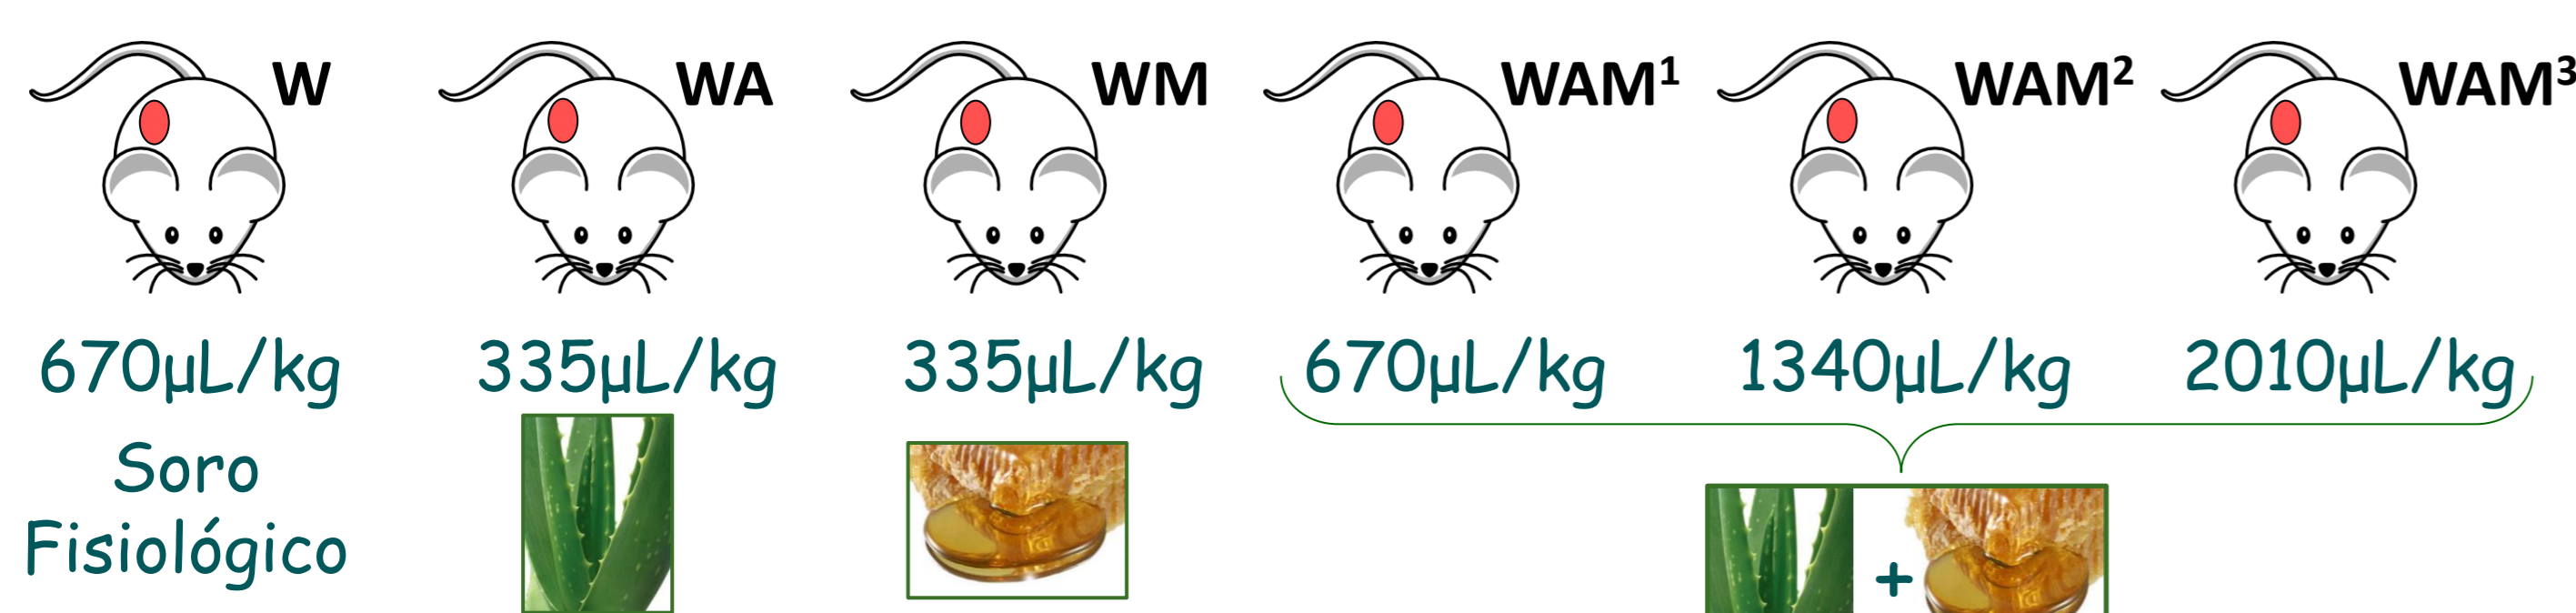 W WA WM WAM¹ WAM² WAM³
670µL/kg 335µL/kg 335µL/kg 670µL/kg 1340µL/kg 2010µL/kg
Soro
Fisiológico
+